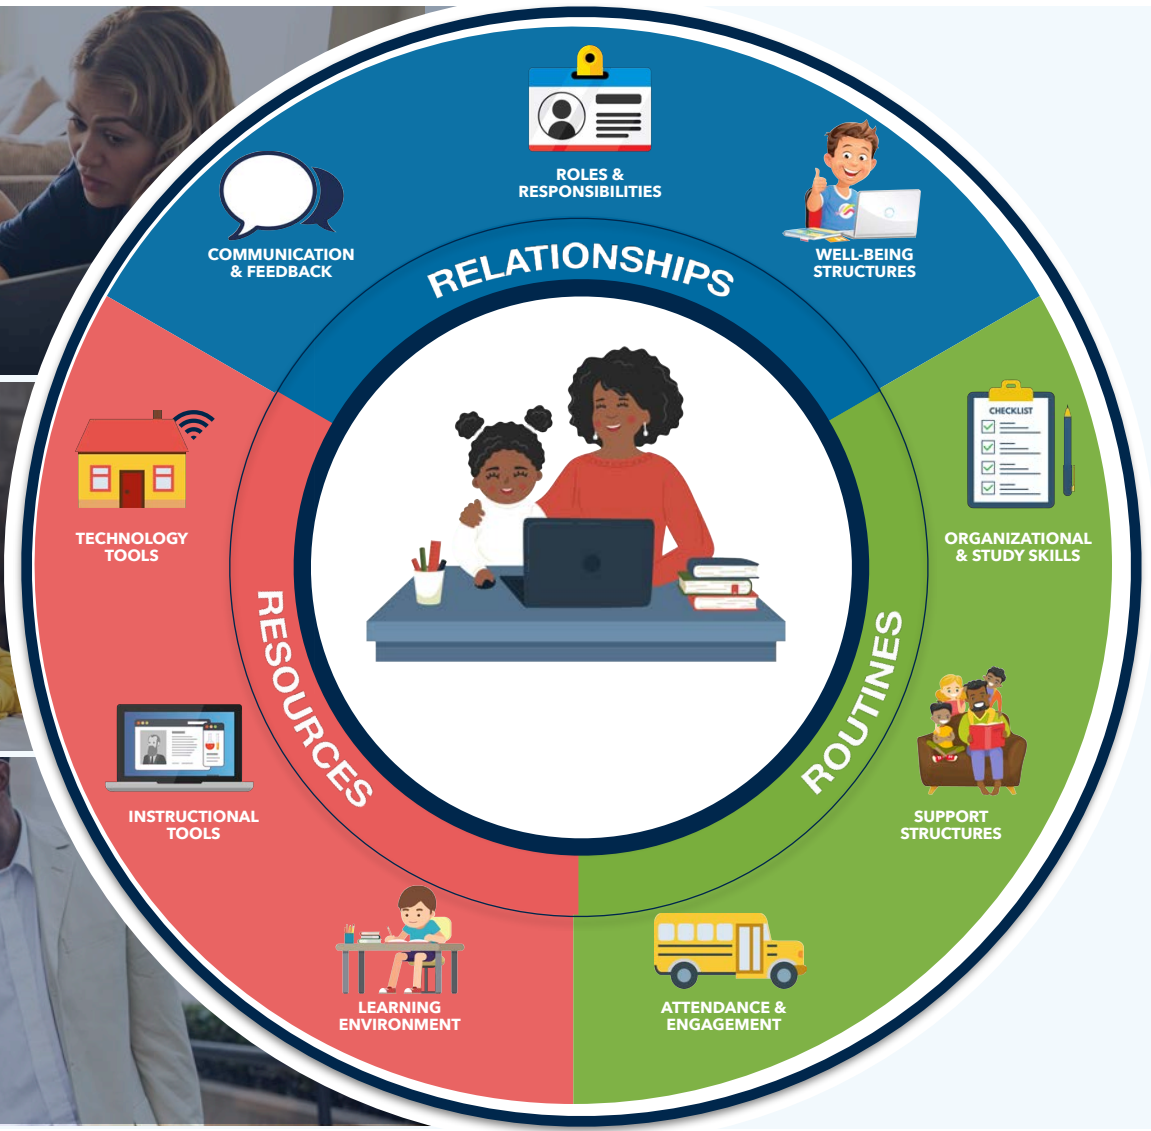 ROLES &
RESPONSIBILITIES
COMMUNICATION
& FEEDBACK
WELL-BEING
STRUCTURES
RELATIONSHIPS
CHECKLIST
ORGANIZATIONAL
& STUDY SKILLS
SUPPORT
STRUCTURES
ATTENDANCE &
ENGAGEMENT
ROUTINES
TECHNOLOGY
TOOLS
INSTRUCTIONAL
TOOLS
LEARNING
ENVIRONMENT
RESOURCES